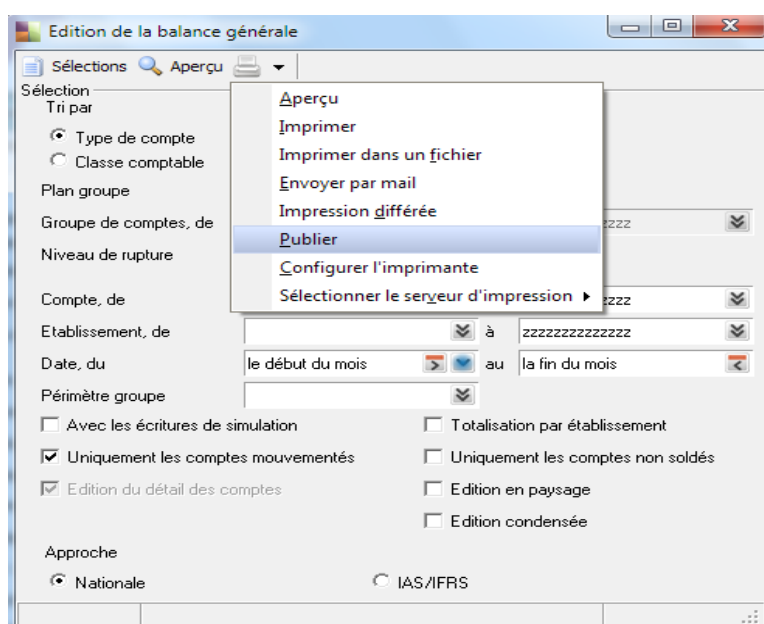 Edition de la balance générale
Sélections Aperçu
Sélection
Tri par
Aperçu
Type de compte
Imprimer
Classe comptable
Imprimer dans un fichier
Plan groupe
Envoyer par mail
Groupe de comptes, de
Impression différée
zzzz
Niveau de rupture
Publier
Configurer l'imprimante
Compte, de
Sélectionner le serveur d'impression
zzzz
Etablissement, de à zzzzzzzzzzzzzz
Date, du le début du mois au la fin du mois
Périmètre groupe
Avec les écritures de simulation Totalisation par établissement
Uniquement les comptes mouvementés Uniquement les comptes non soldés
Edition du détail des comptes Edition en paysage
Edition condensée
Approche
Nationale IAS/IFRS